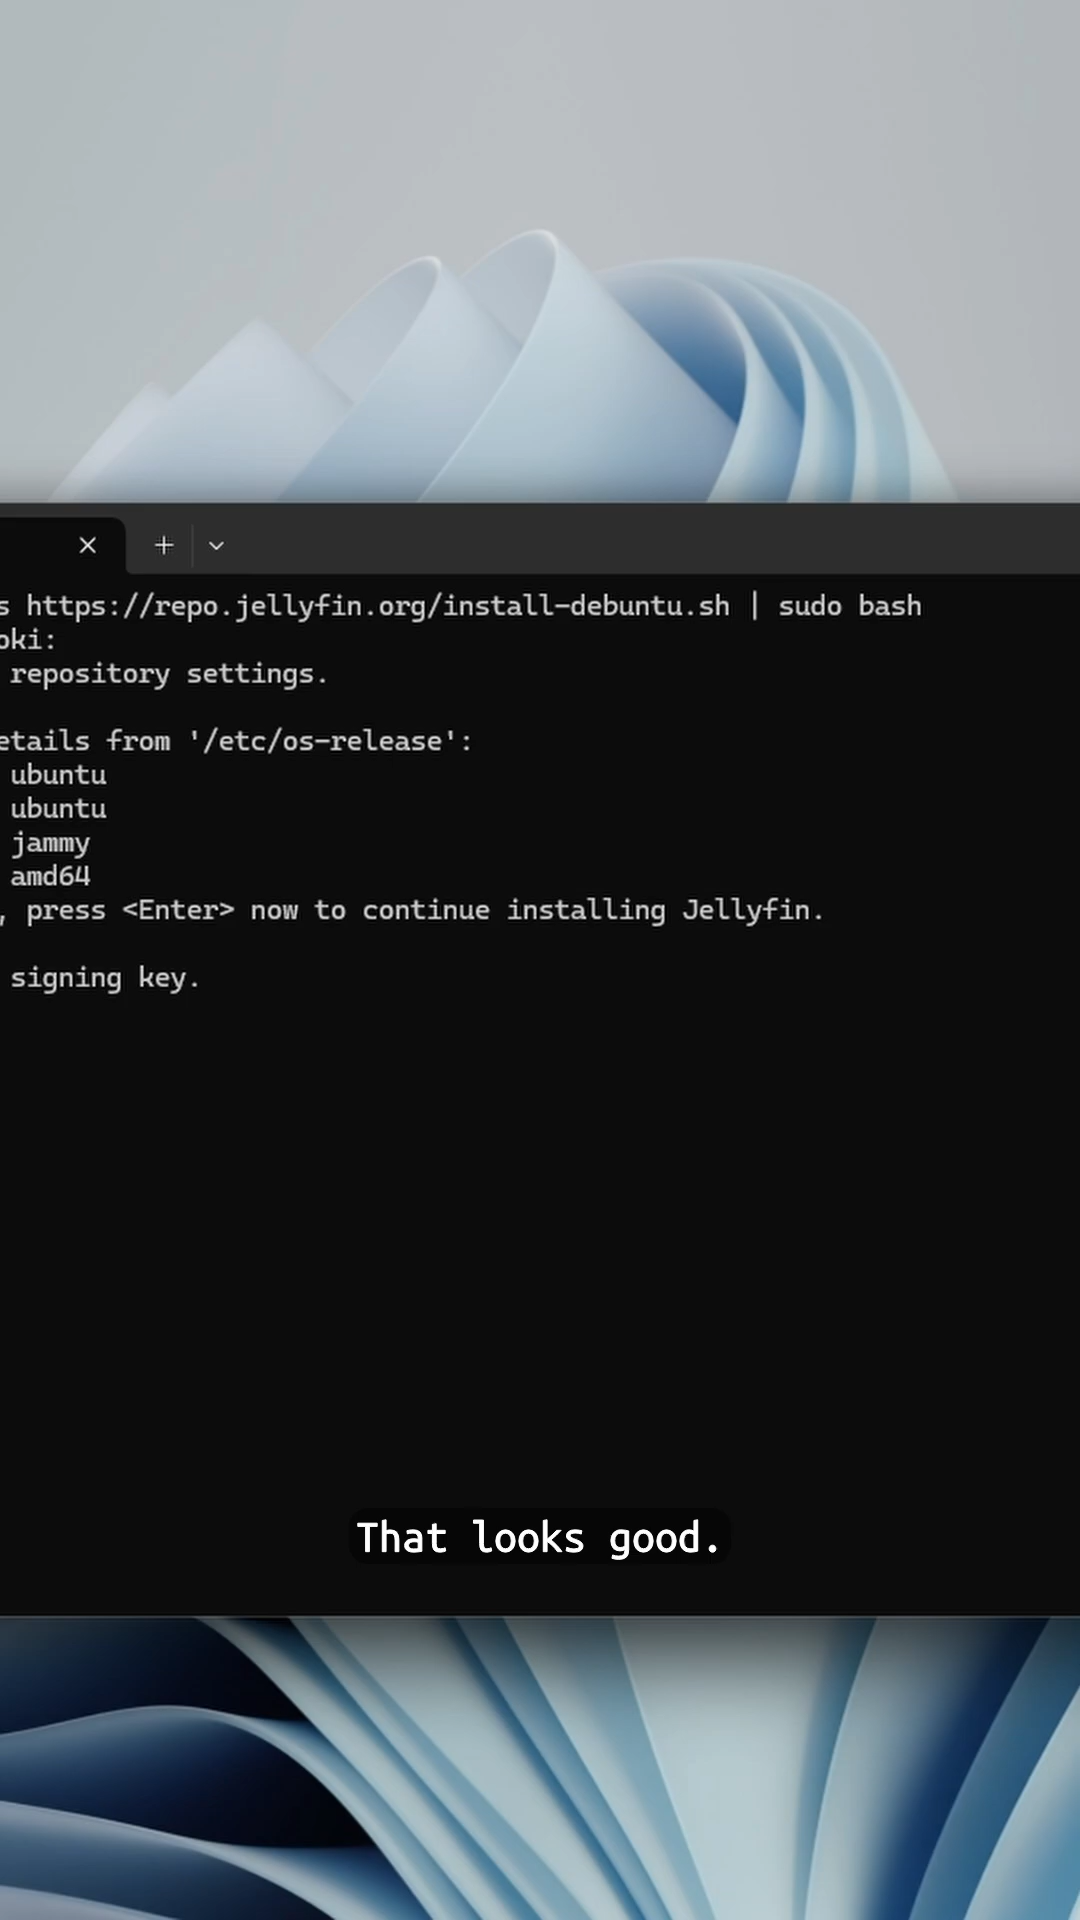 s https://repo.jellyfin.org/install-debuntu.sh | sudo bash
oki:
repository settings.
etails from '/etc/os-release':
ubuntu
ubuntu
jammy
amd64
, press <Enter> now to continue installing Jellyfin.
signing key.
That looks good.